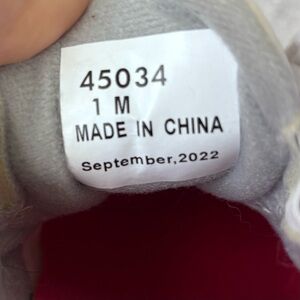 45034
1 M
MADE IN CHINA
September,2022